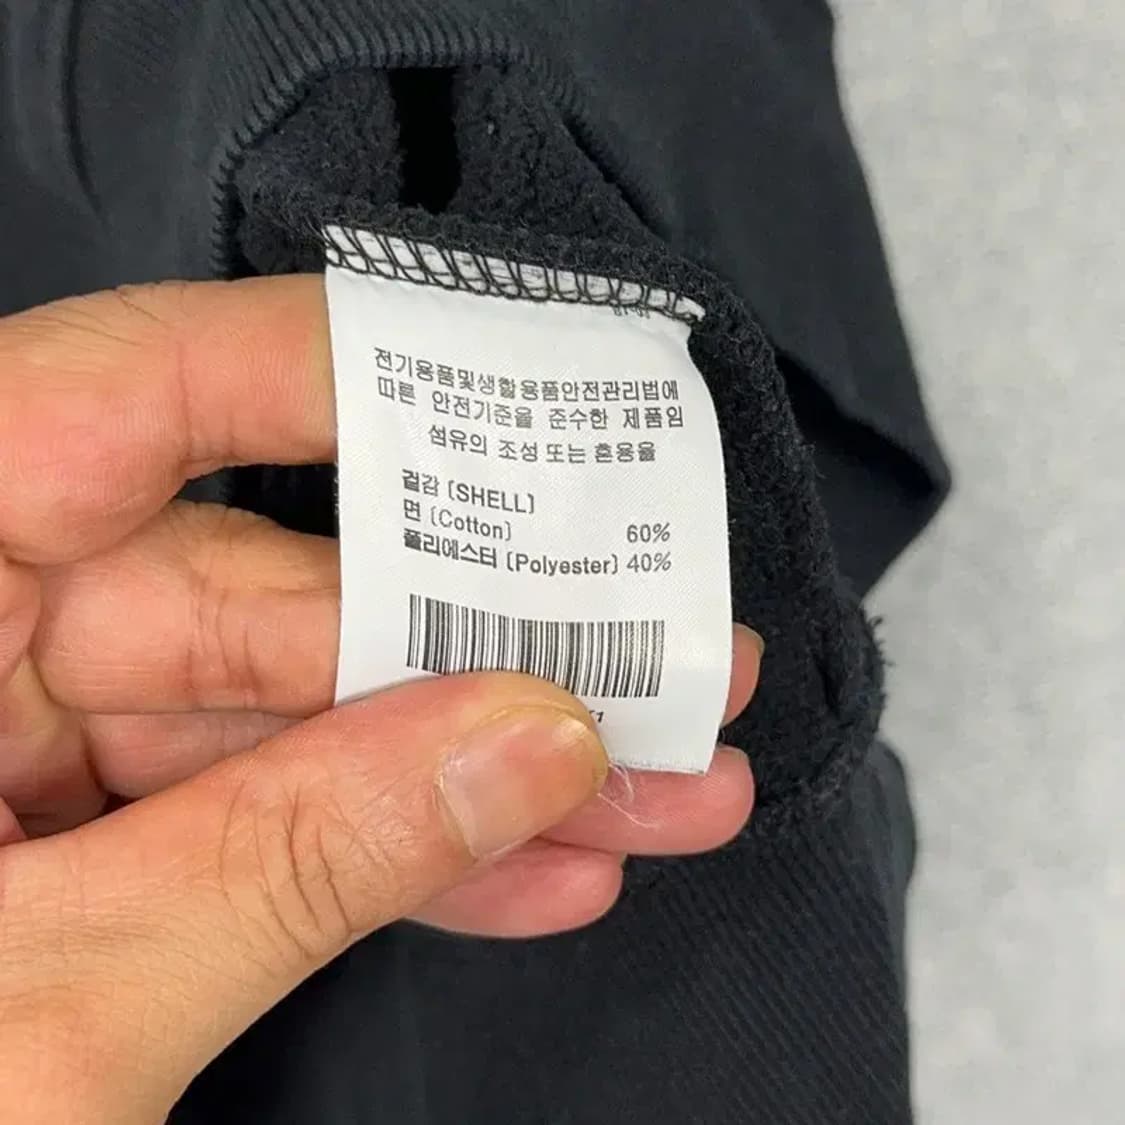 전기용품및생활용품안전관리법에
따른 안전기준을 준수한 제품임
섬유의 조성 또는 혼용율
겉감 (SHELL)
면 (Cotton) 60%
폴리에스터 (Polyester) 40%